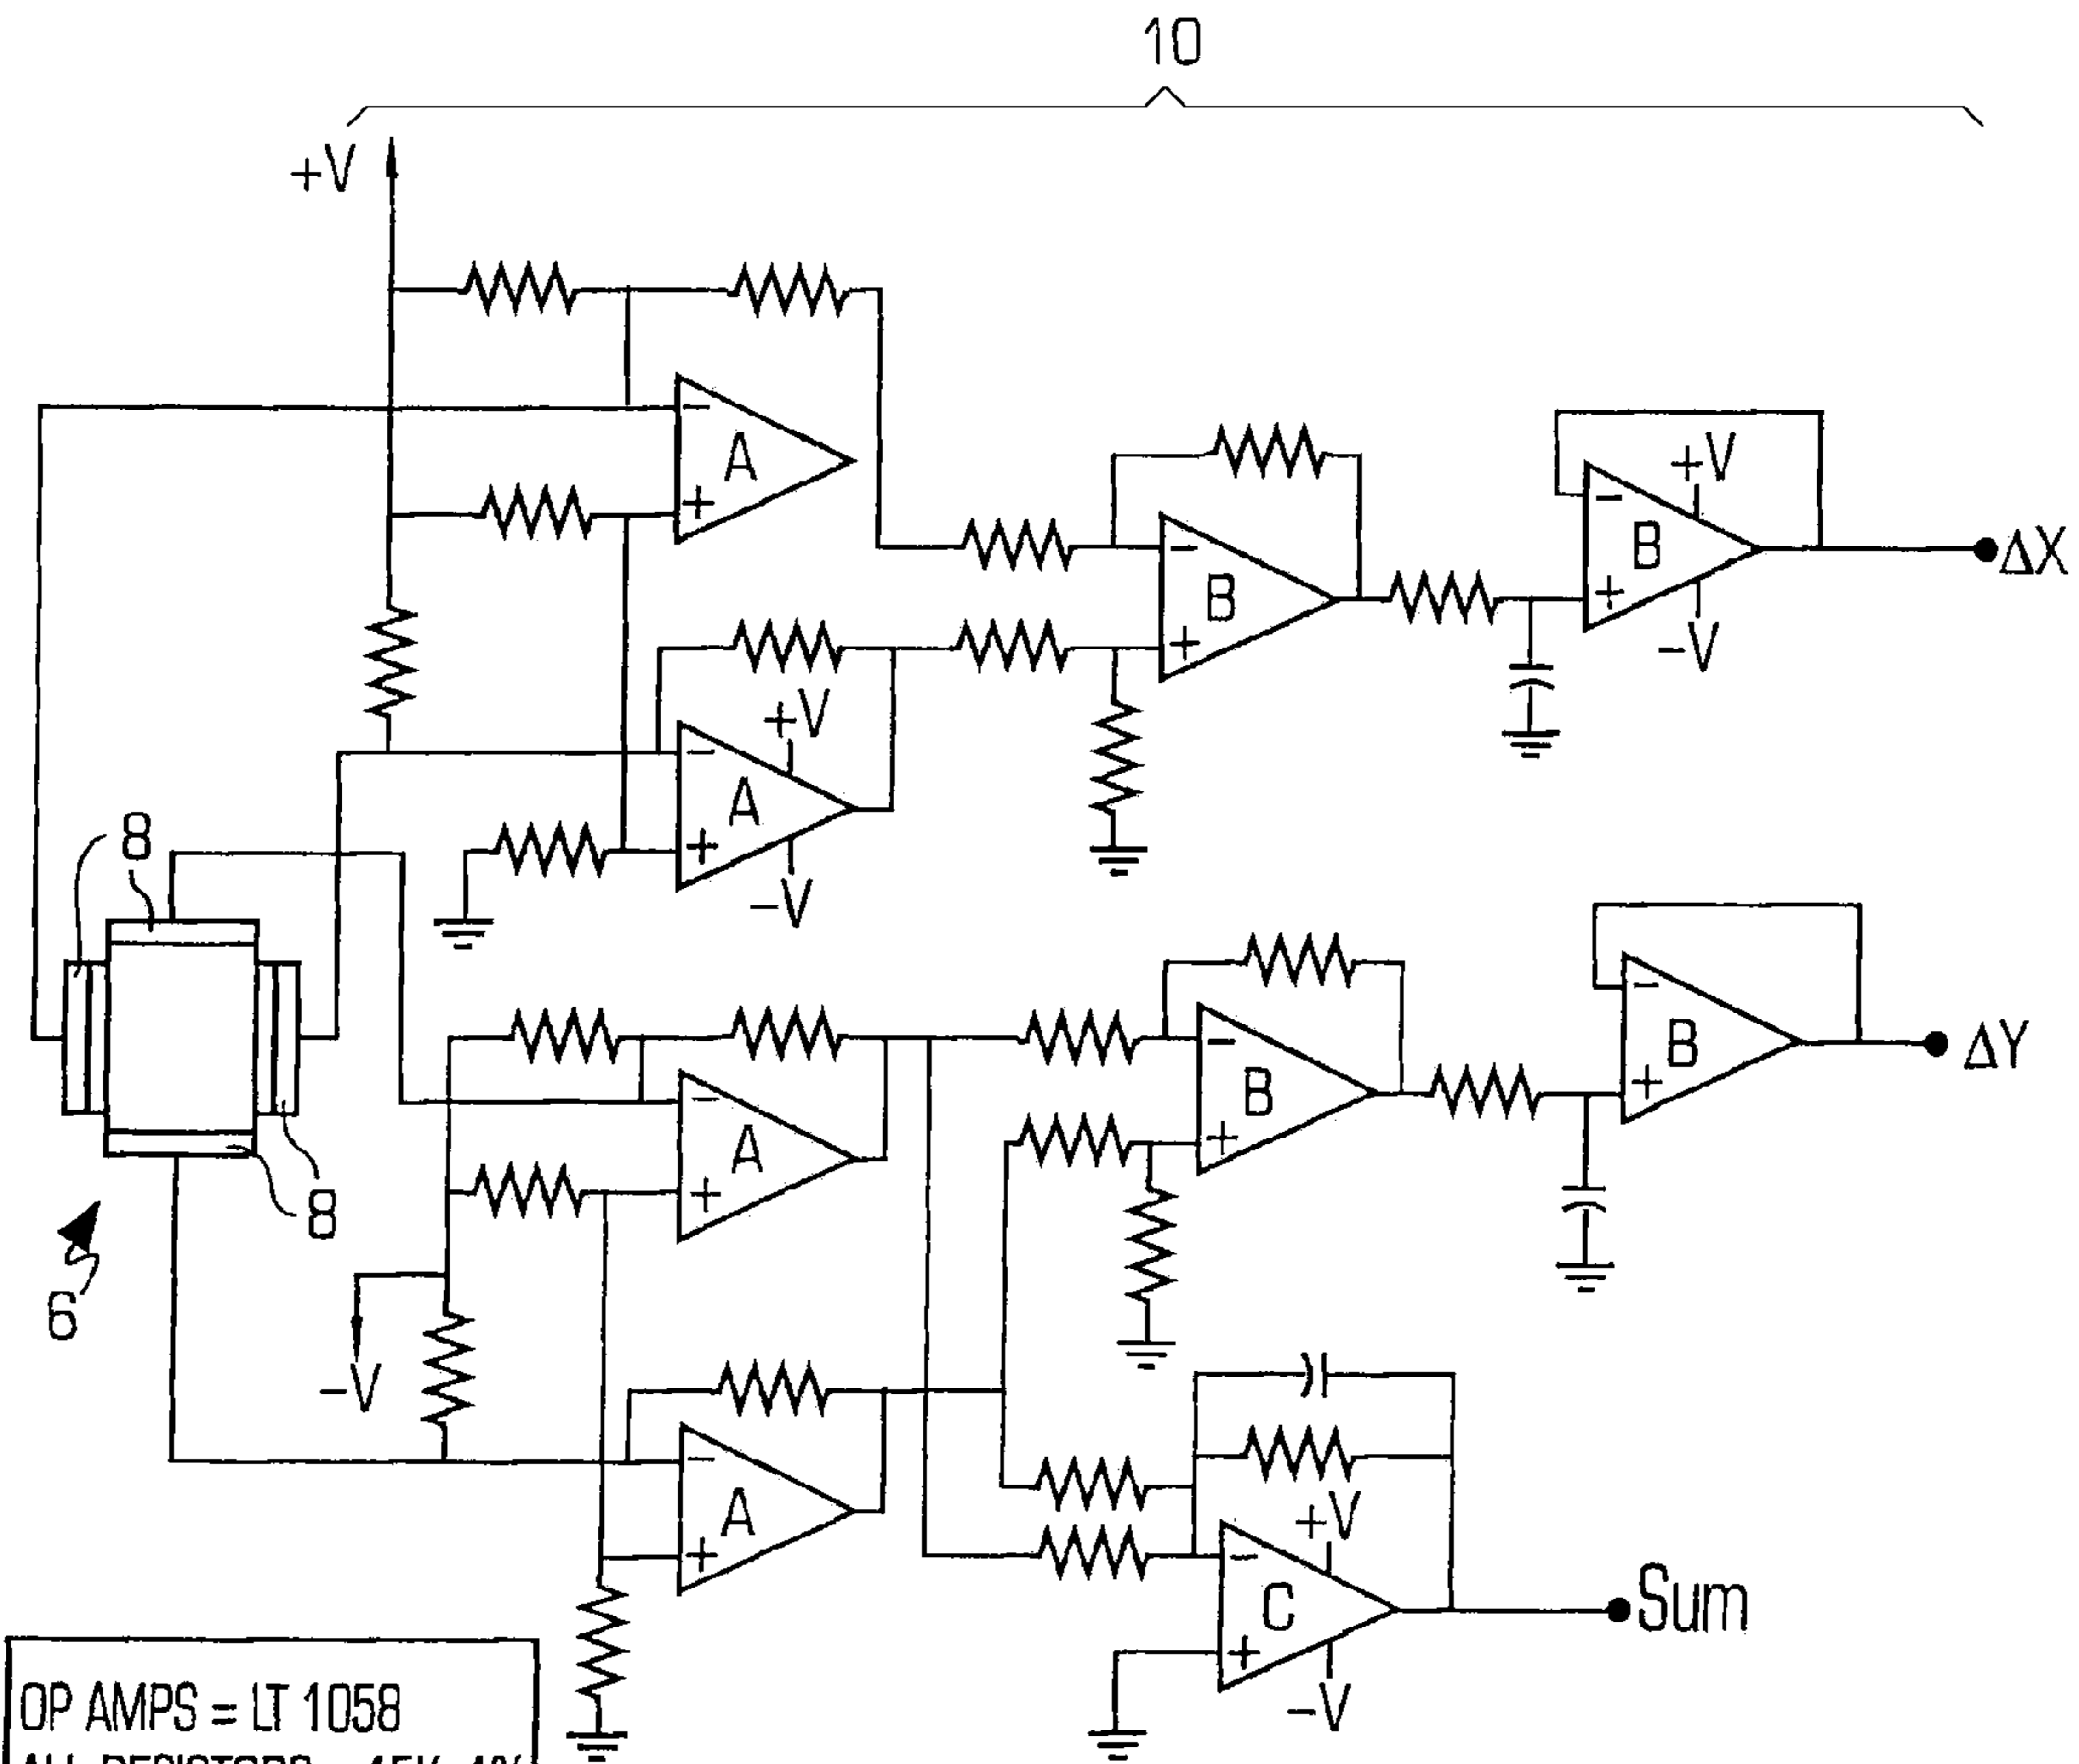 10
+V
−
A
+
−
B
+
−
+V
B
+
−V
ΔX
−
+V
A
+
−V
8
8
6
−
A
+
−
B
+
−
B
+
ΔY
−V
−
A
+
−
+V
C
+
−V
Sum
OP AMPS = LT 1058